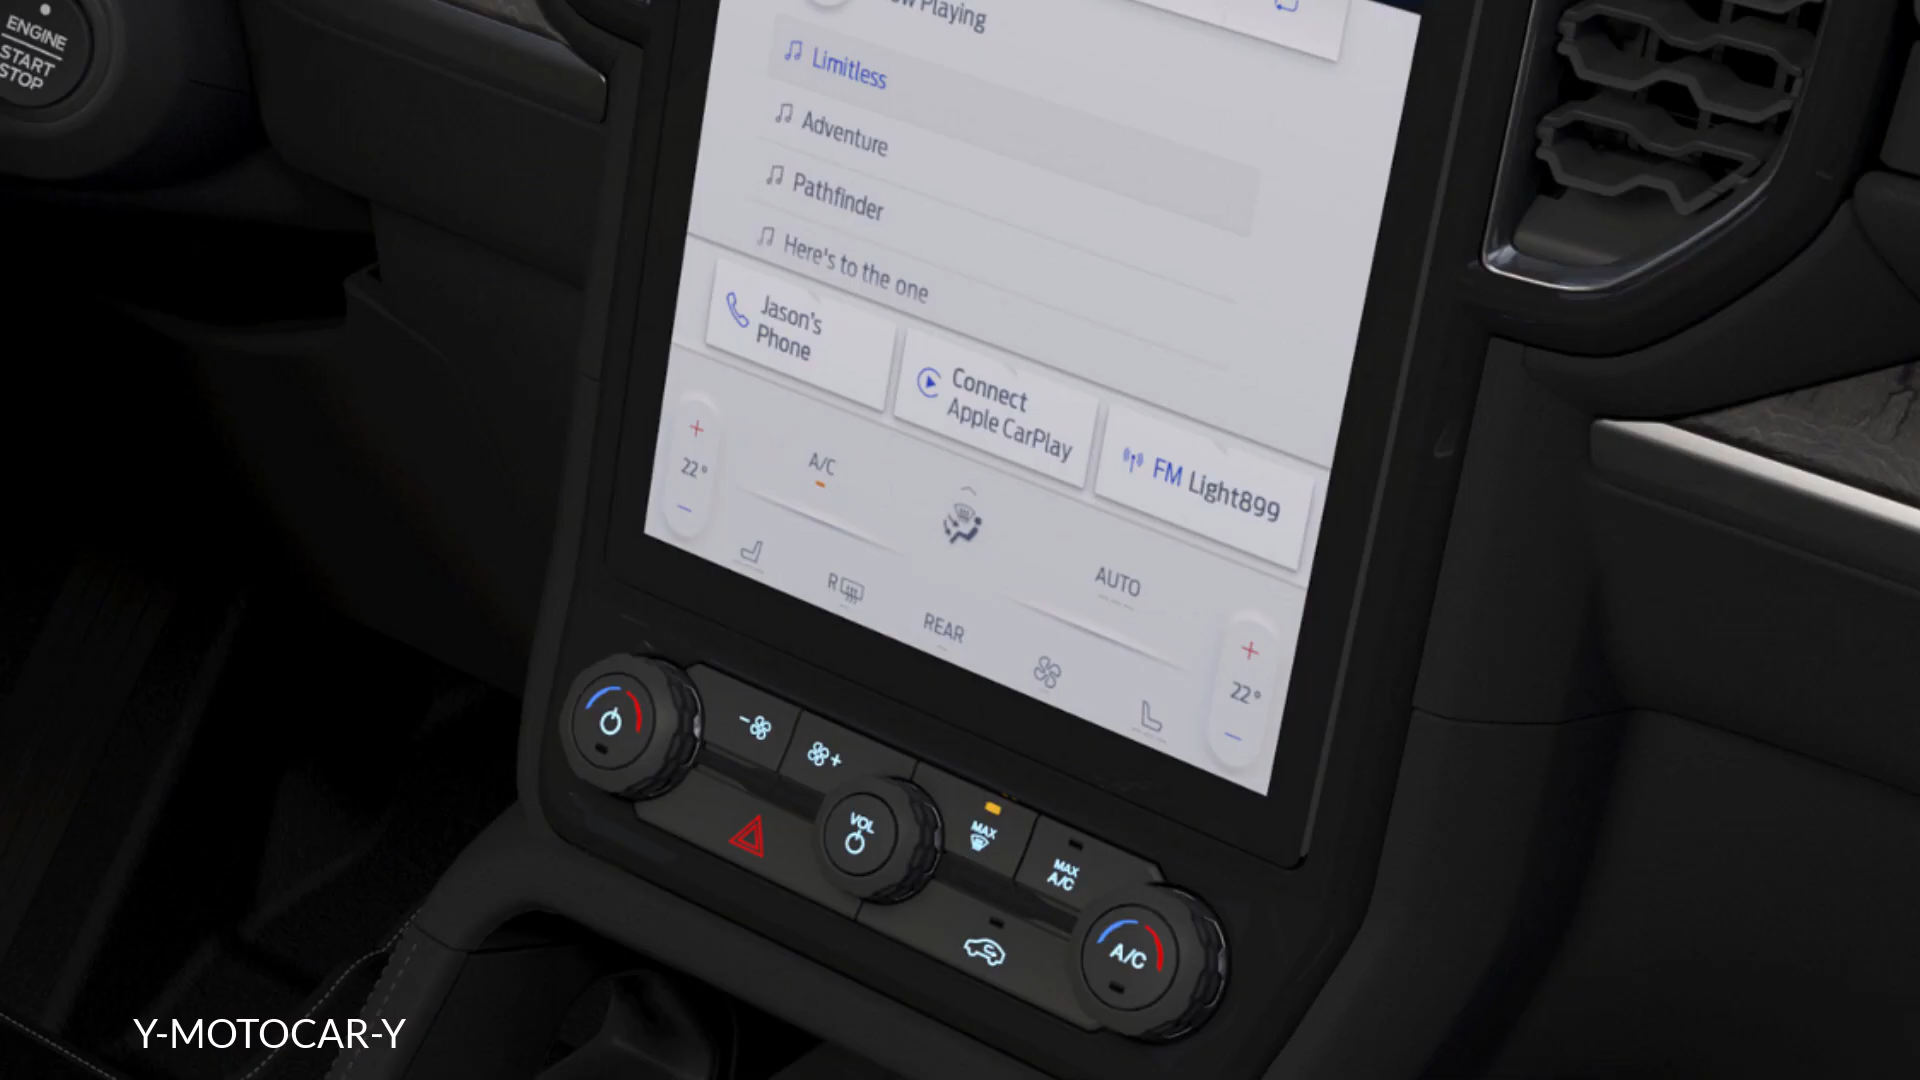 ENGINE
START
STOP
Playing
Limitless
Adventure
Pathfinder
Here's to the one
Jason's
Phone
Connect
Apple CarPlay
FM Light899
22°
A/C
AUTO
R
REAR
22°
VOL
MAX
MAX
A/C
A/C
Y-MOTOCAR-Y